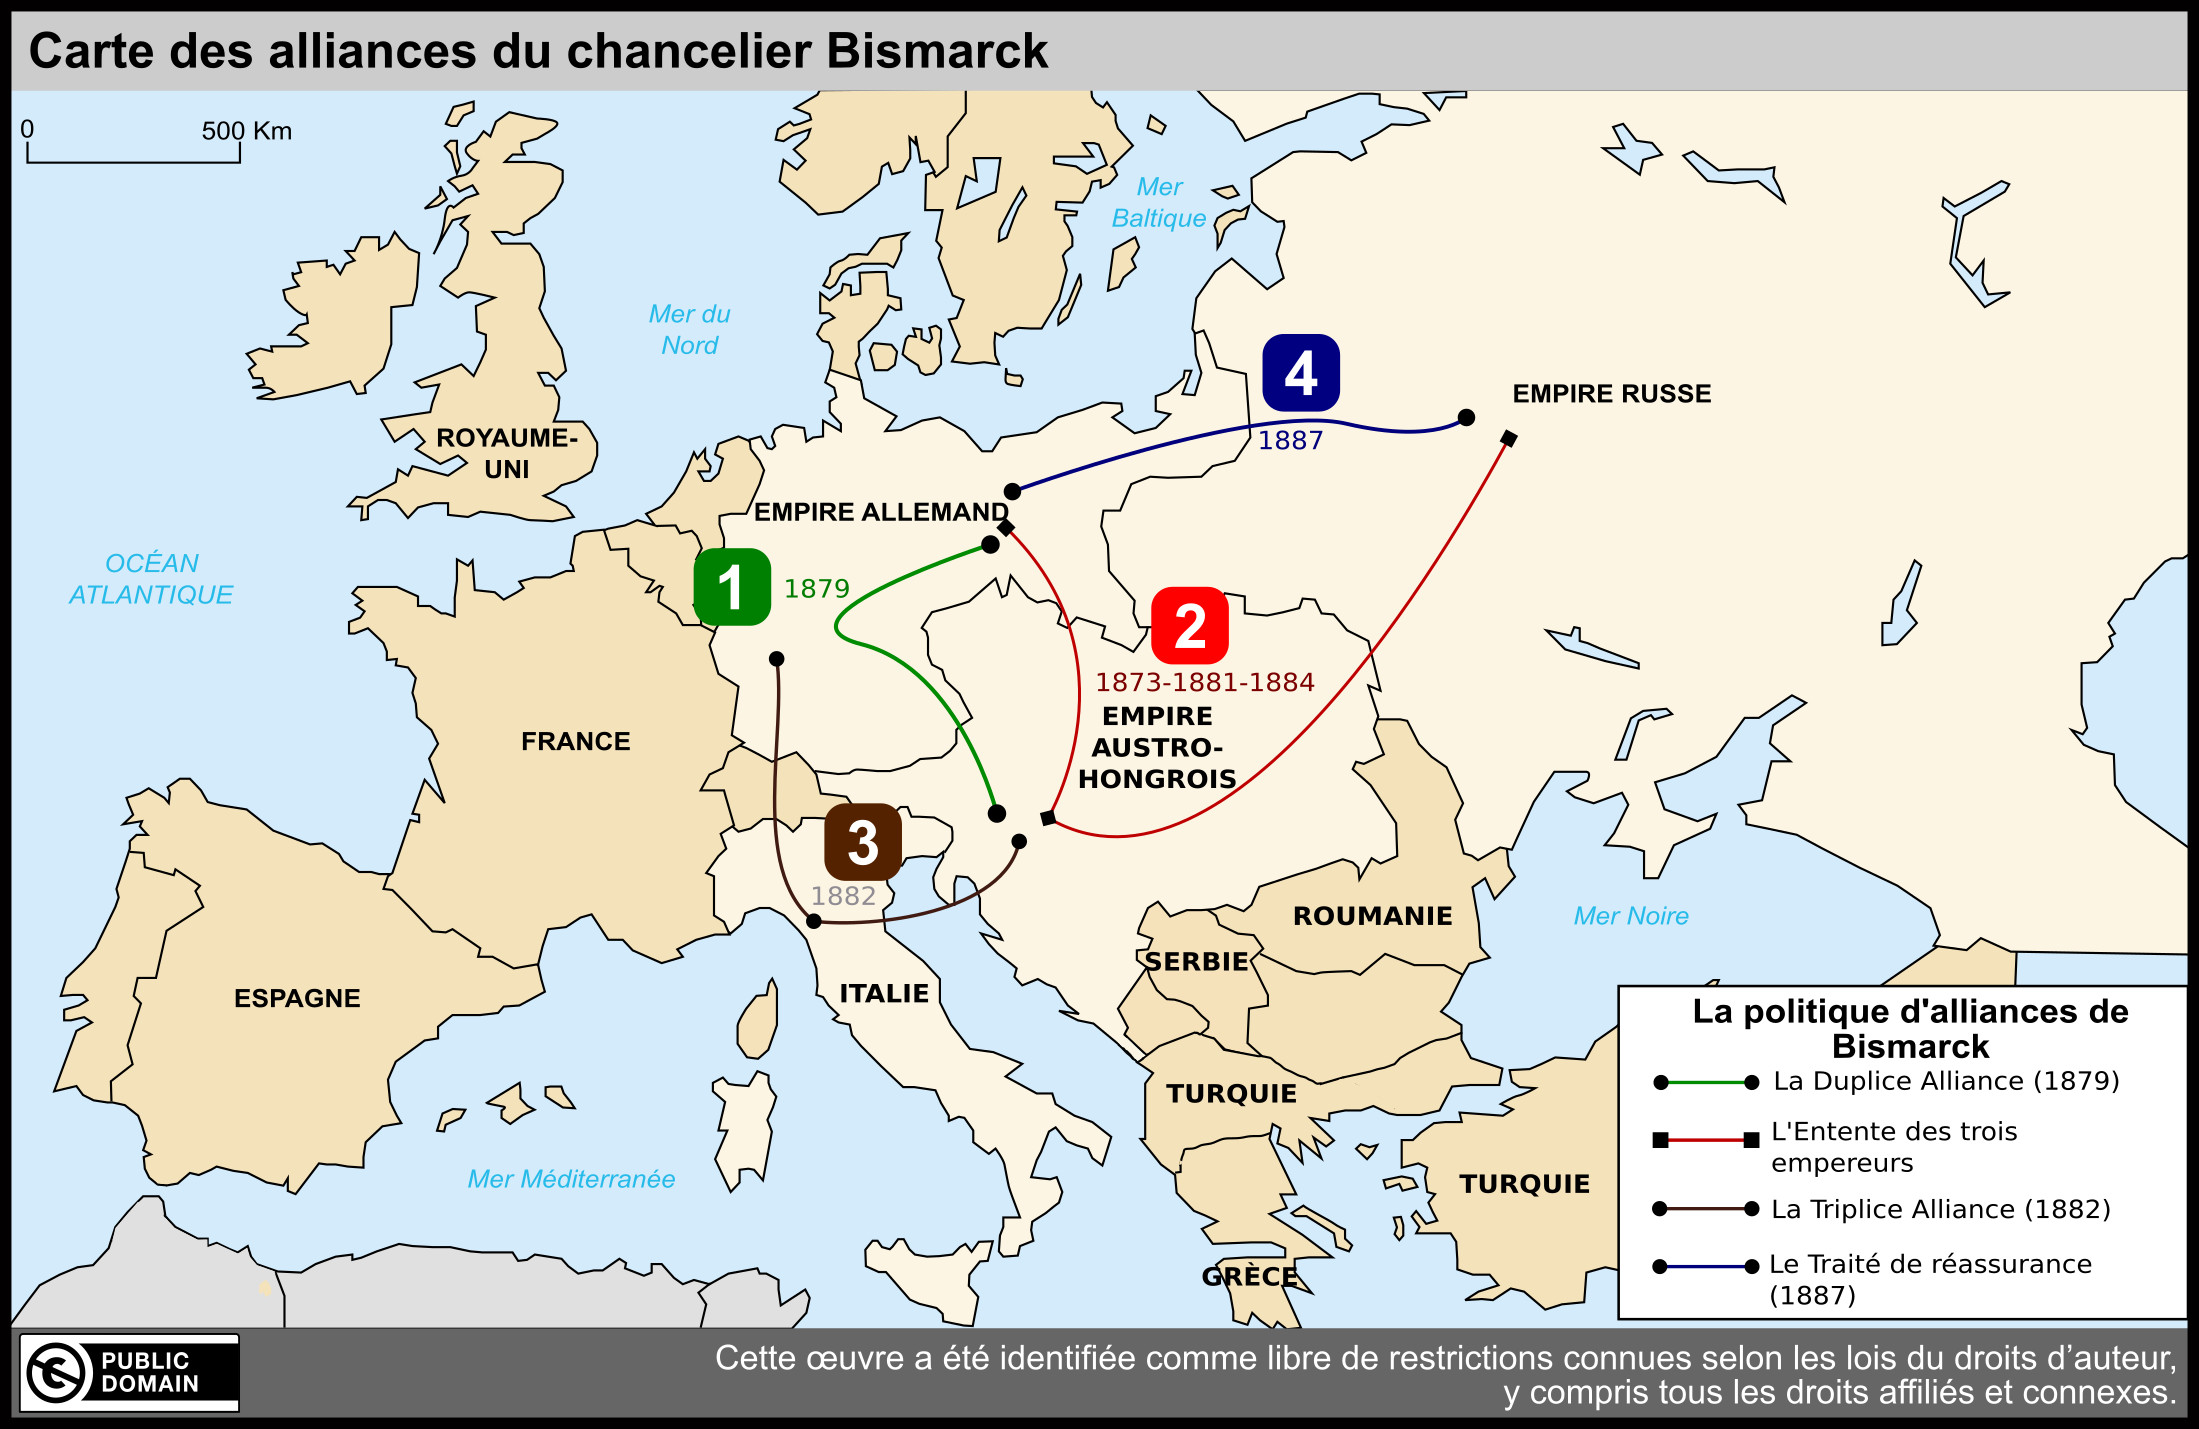 Carte des alliances du chancelier Bismarck
0
500 Km
Mer
Baltique
Mer du
Nord
4
1887
EMPIRE RUSSE
ROYAUME-
UNI
EMPIRE ALLEMAND
OCÉAN
ATLANTIQUE
1
1879
2
1873-1881-1884
EMPIRE
AUSTRO-
HONGROIS
FRANCE
3
1882
ROUMANIE
Mer Noire
SERBIE
ITALIE
ESPAGNE
TURQUIE
Mer Méditerranée
TURQUIE
GRÈCE
La politique d'alliances de
Bismarck
La Duplice Alliance (1879)
L'Entente des trois
empereurs
La Triplice Alliance (1882)
Le Traité de réassurance
(1887)
PUBLIC
DOMAIN
Cette œuvre a été identifiée comme libre de restrictions connues selon les lois du droits d’auteur,
y compris tous les droits affiliés et connexes.